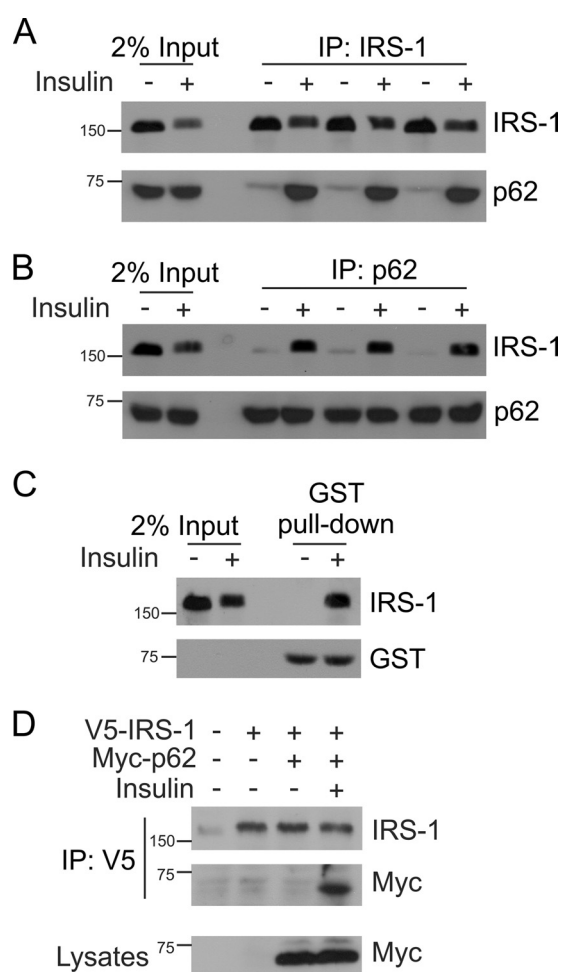 A
2% Input IP: IRS-1
Insulin - + - + - + - +
150 IRS-1
75 p62
B
2% Input IP: p62
Insulin - + - + - + - +
150 IRS-1
75 p62
C
GST
2% Input pull-down
Insulin - + - +
150 IRS-1
75 GST
D
V5-IRS-1 - + + +
Myc-p62 - - + +
Insulin - - - +
150 IRS-1
IP: V5
75 Myc
Lysates 75 Myc